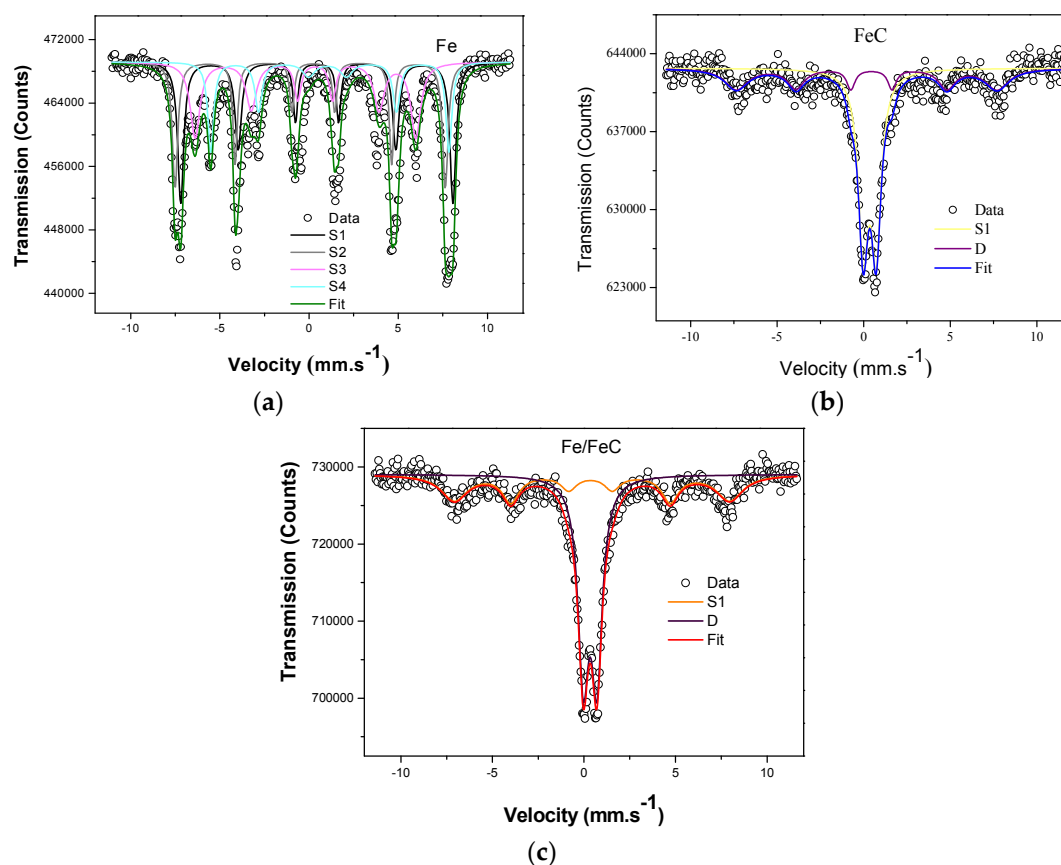 Fe
Transmission (Counts)
472000
464000
456000
448000
440000
Data
S1
S2
S3
S4
Fit
-10
-5
0
5
10
Velocity (mm.s-1)
(a)
FeC
Transmission (Counts)
644000
637000
630000
623000
Data
S1
D
Fit
-10
-5
0
5
10
Velocity (mm.s-1)
(b)
Fe/FeC
Transmission (Counts)
730000
720000
710000
700000
Data
S1
D
Fit
-10
-5
0
5
10
Velocity (mm.s-1)
(c)